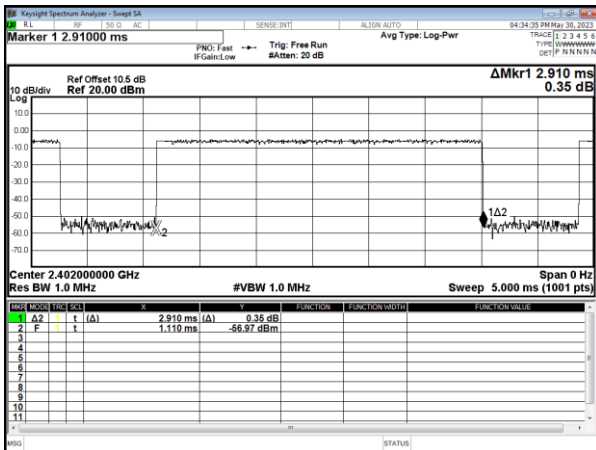 Keysight Spectrum Analyzer - Swept SA
RL RF 50 Ω AC SENSE:INT ALIGN AUTO 04:34:35 PM May 30, 2023
Marker 1 2.91000 ms
PNO: Fast Trig: Free Run Avg Type: Log-Pwr TRACE 1 2 3 4 5 6
IFGain:Low #Atten: 20 dB TYPE WWWWWW
DET P NNNNN
Ref Offset 10.5 dB ΔMkr1 2.910 ms
10 dB/div Ref 20.00 dBm 0.35 dB
Log
10.0
0.00
-10.0
-20.0
-30.0
-40.0
1Δ2
-50.0
-60.0 2
-70.0
Center 2.402000000 GHz Span 0 Hz
Res BW 1.0 MHz #VBW 1.0 MHz Sweep 5.000 ms (1001 pts)
MKR MODE TRC SCL X Y FUNCTION FUNCTION WIDTH FUNCTION VALUE
1 Δ2 1 t (Δ) 2.910 ms (Δ) 0.35 dB
2 F 1 t 1.110 ms -56.97 dBm
3
4
5
6
7
8
9
10
11
MSG STATUS